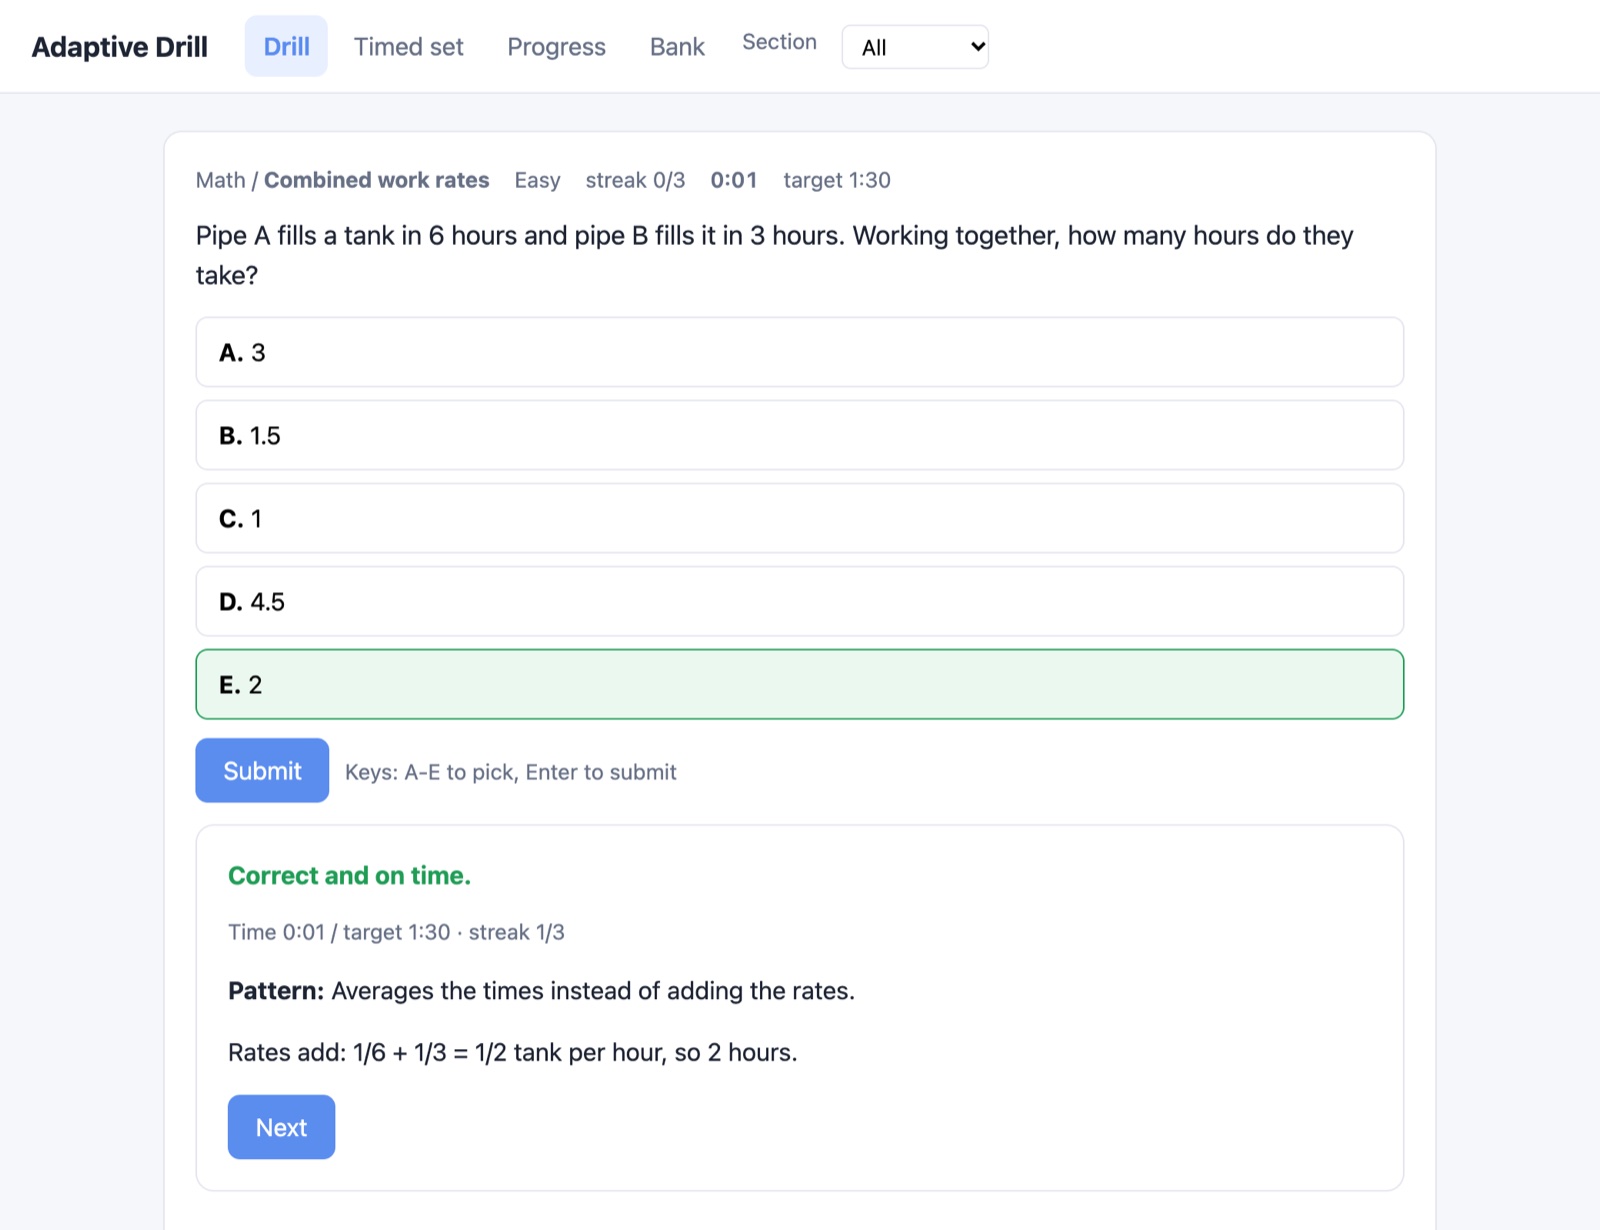 Adaptive Drill Drill Timed set Progress Bank Section All
Math / Combined work rates Easy streak 0/3 0:01 target 1:30
Pipe A fills a tank in 6 hours and pipe B fills it in 3 hours. Working together, how many hours do they
take?
A. 3
B. 1.5
C. 1
D. 4.5
E. 2
Submit Keys: A-E to pick, Enter to submit
Correct and on time.
Time 0:01 / target 1:30 · streak 1/3
Pattern: Averages the times instead of adding the rates.
Rates add: 1/6 + 1/3 = 1/2 tank per hour, so 2 hours.
Next